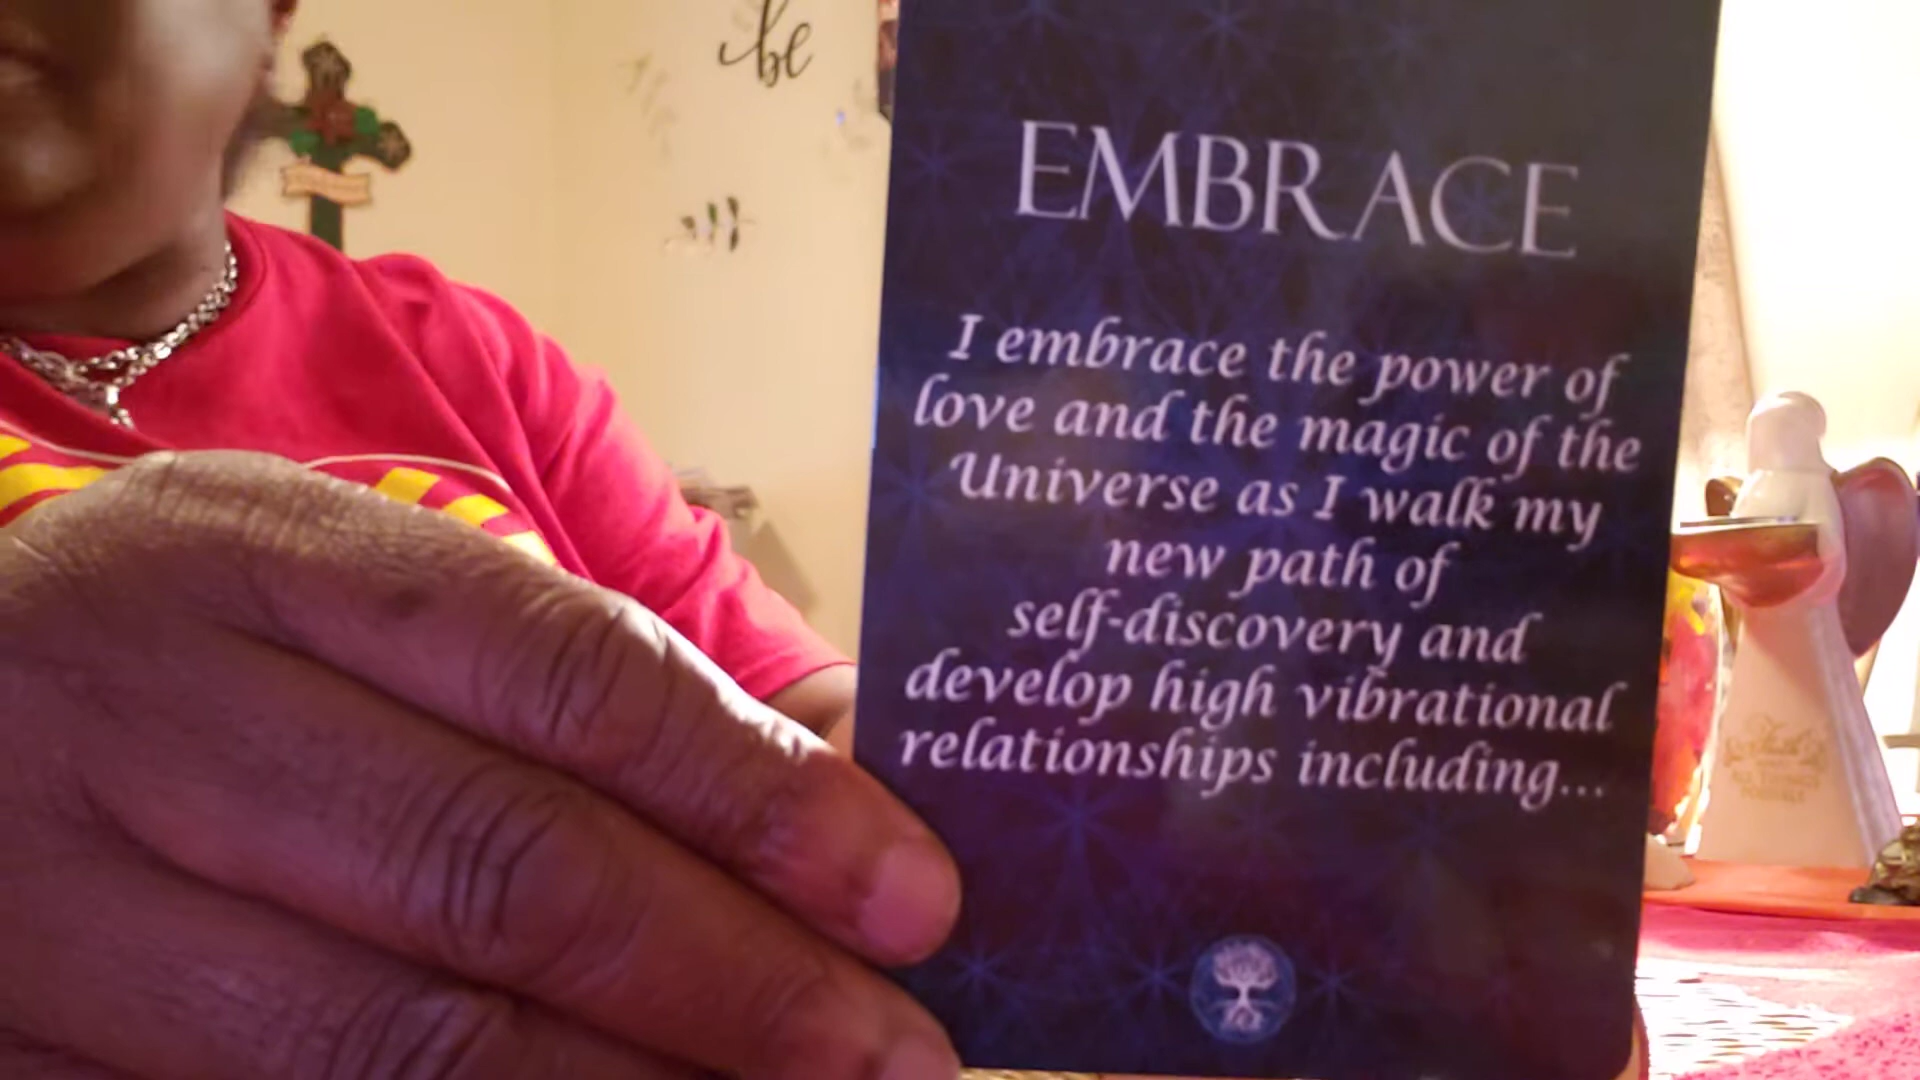 be
EMBRACE
I embrace the power of
love and the magic of the
Universe as I walk my
new path of
self-discovery and
develop high vibrational
relationships including...